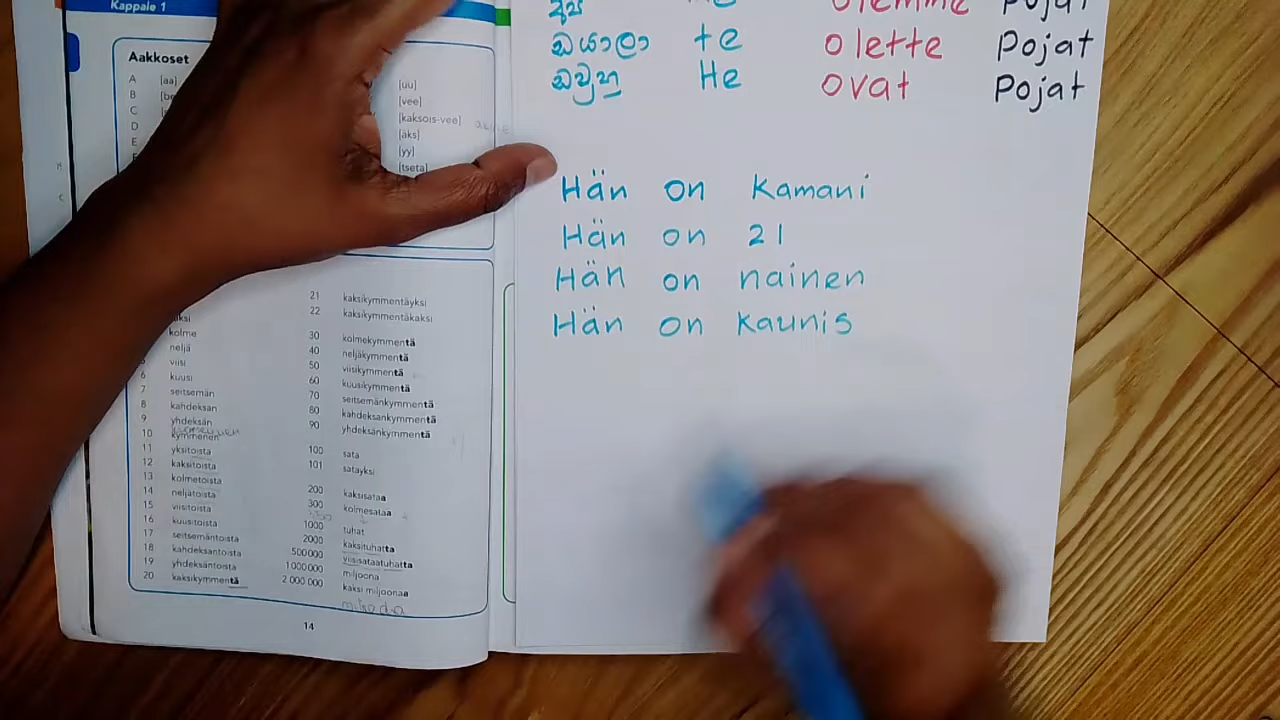 Kappale 1
Aakkoset
A [aa]
B
C
D
E
[uu]
[vee]
[kaksois-vee]
[äks]
[yy]
[tseta]
kolme
neljä
viisi
6 kuusi
7 seitsemän
8 kahdeksan
9 yhdeksän
10 kymmenen
11 yksitoista
12 kaksitoista
13 kolmetoista
14 neljätoista
15 viisitoista
16 kuusitoista
17 seitsemäntoista
18 kahdeksantoista
19 yhdeksäntoista
20 kaksikymmentä
21 kaksikymmentäyksi
22 kaksikymmentäkaksi
30 kolmekymmentä
40 neljäkymmentä
50 viisikymmentä
60 kuusikymmentä
70 seitsemänkymmentä
80 kahdeksankymmentä
90 yhdeksänkymmentä
100 sata
101 satayksi
200 kaksisataa
300 kolmesataa
1000 tuhat
2000 kaksituhatta
500 000 viisisataatuhatta
1 000 000 miljoona
2 000 000 kaksi miljoonaa
14
අපි me olemme pojat
ඔයාලා te olette Pojat
ඔවුහු He ovat Pojat
Hän on Kamani
Hän on 21
Hän on nainen
Hän on kaunis